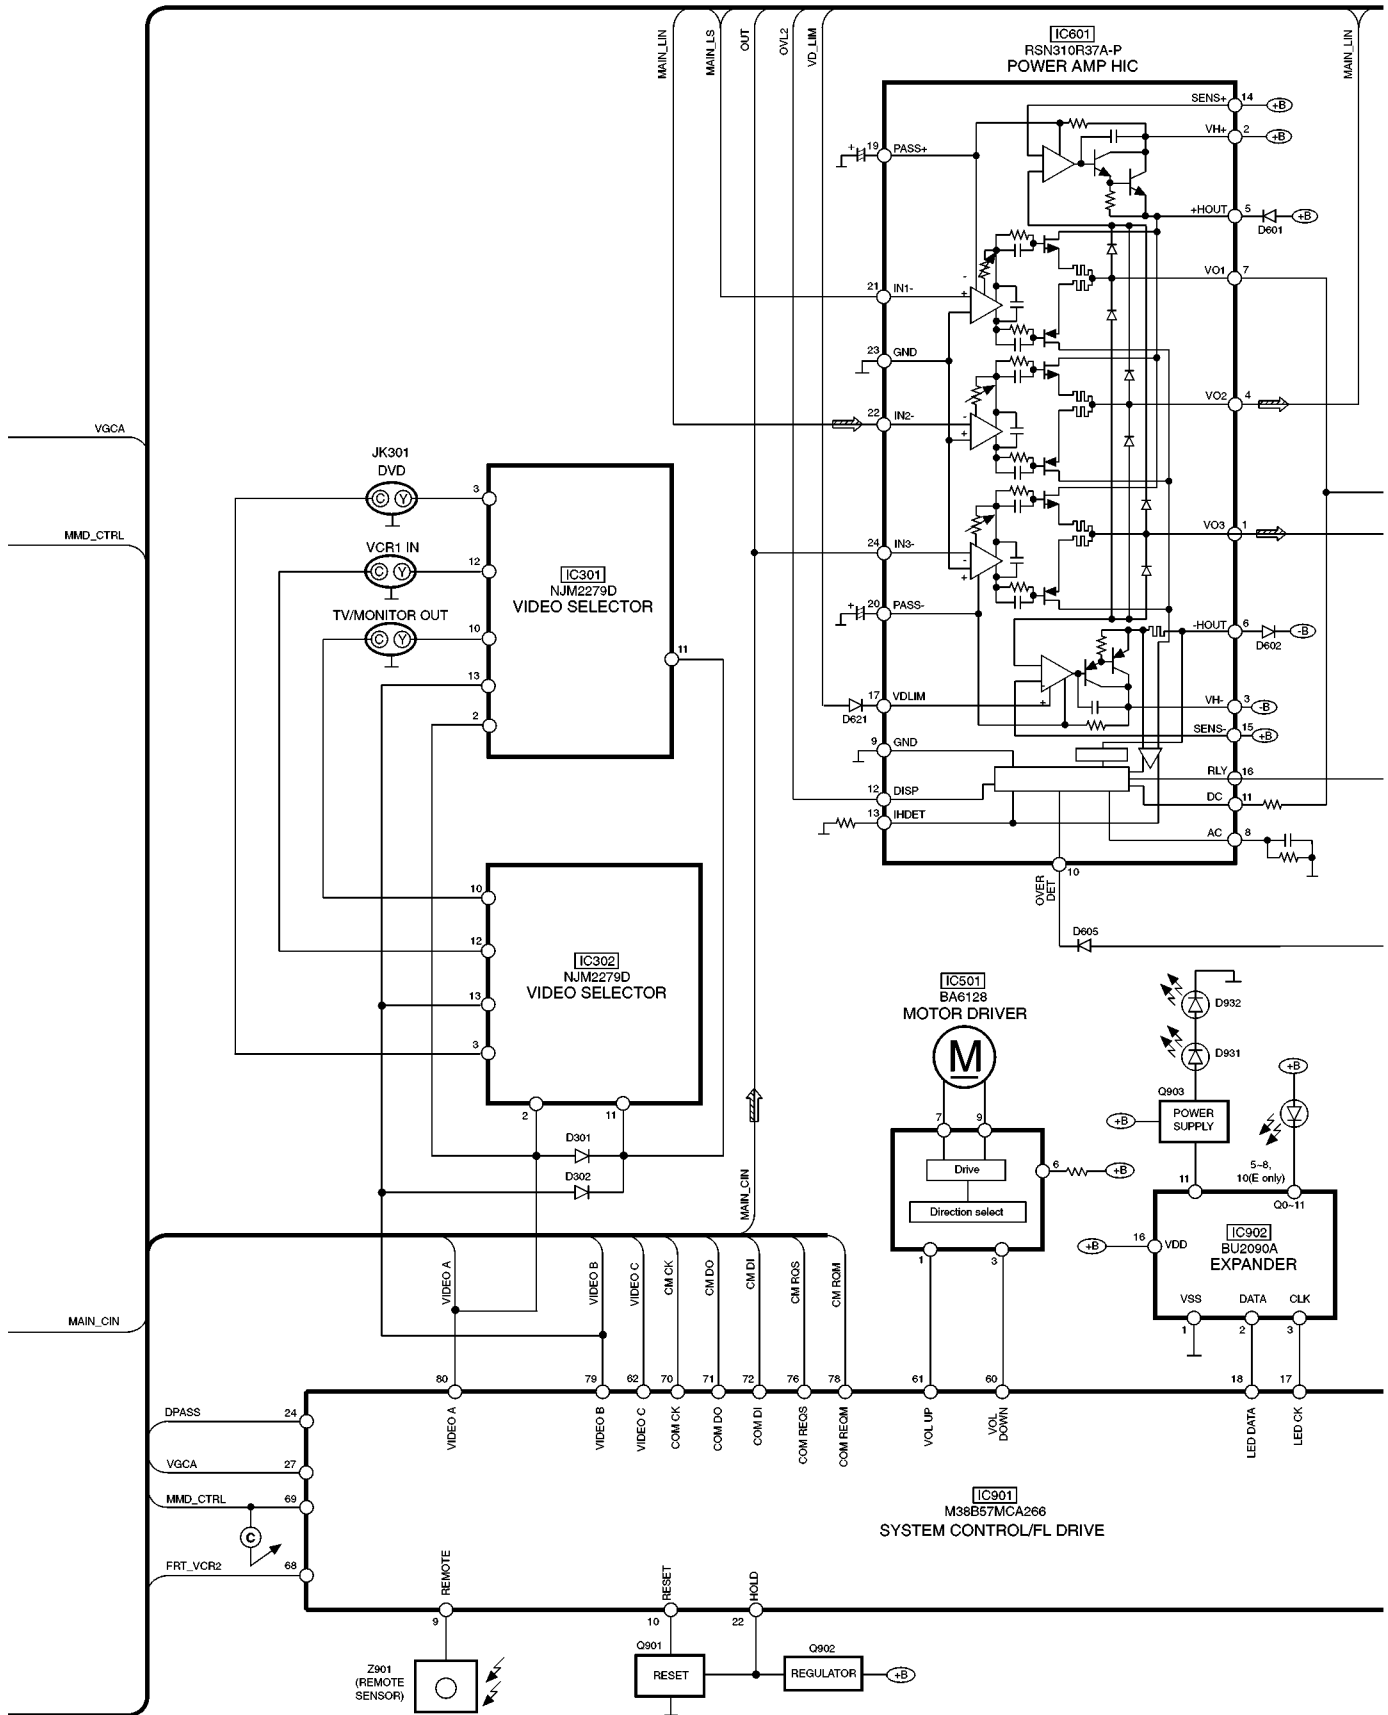 MAIN_LIN
MAIN_LS
OUT
OVL2
VD_LIM
MAIN_LIN
IC601
RSN310R37A-P
POWER AMP HIC
SENS+ 14 +B
VH+ 2 +B
+ 19 PASS+
+HOUT 5 +B
D601
VO1 7
21 IN1-
-
+
23 GND
VO2 4
22 IN2-
-
+
VO3 1
24 IN3-
-
+
+ 20 PASS-
-HOUT 6 -B
D602
17 VDLIM
D621
-
+
VH- 3 -B
SENS- 15 +B
9 GND
RLY 16
12 DISP
DC 11
13 IHDET
AC 8
10
OVER
DET
D605
VGCA
MMD_CTRL
MAIN_CIN
JK301
DVD
C Y
3
VCR1 IN
C Y
12
TV/MONITOR OUT
C Y
10
13
2
11
IC301
NJM2279D
VIDEO SELECTOR
10
12
13
3
IC302
NJM2279D
VIDEO SELECTOR
2
11
D301
D302
MAIN_CIN
IC501
BA6128
MOTOR DRIVER
M
7
9
6 +B
Drive
Direction select
1
3
D932
D931
Q903
+B
POWER
SUPPLY
+B
11
5~8,
10(E only)
Q0~11
16 +B VDD
IC902
BU2090A
EXPANDER
VSS
DATA
CLK
1
2
3
VIDEO A
VIDEO B
VIDEO C
CM CK
CM DO
CM DI
CM RQS
CM RQM
80
79
62
70
71
72
76
78
61
60
18
17
VIDEO A
VIDEO B
VIDEO C
COM CK
COM DO
COM DI
COM REQS
COM REQM
VOL UP
VOL
DOWN
LED DATA
LED CK
DPASS 24
VGCA 27
MMD_CTRL 69
C
FRT_VCR2 68
IC901
M38B57MCA266
SYSTEM CONTROL/FL DRIVE
REMOTE
RESET
HOLD
9
10
22
Z901
(REMOTE
SENSOR)
Q901
RESET
Q902
REGULATOR
+B